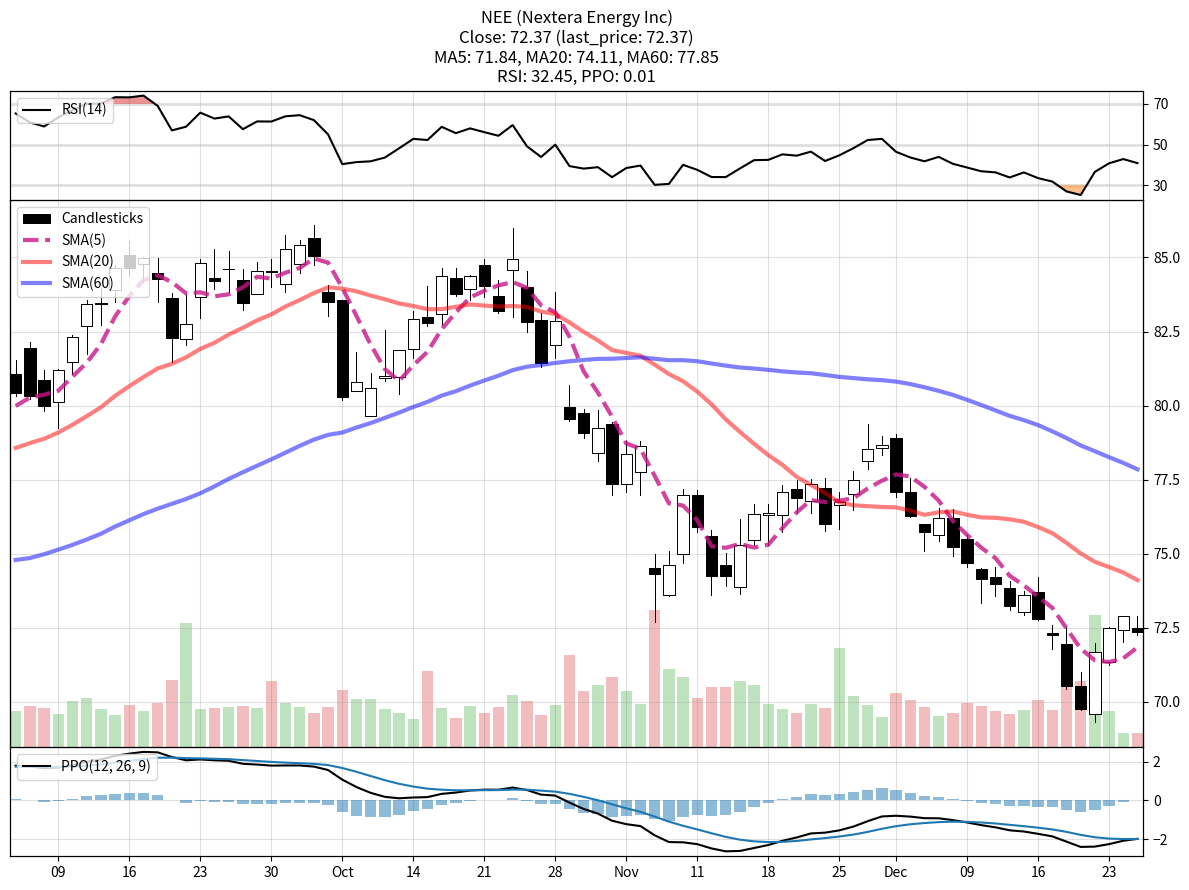 NEE (Nextera Energy Inc)
Close: 72.37 (last_price: 72.37)
MA5: 71.84, MA20: 74.11, MA60: 77.85
RSI: 32.45, PPO: 0.01
RSI(14)
70
50
30
Candlesticks
SMA(5)
SMA(20)
SMA(60)
85.0
82.5
80.0
77.5
75.0
72.5
70.0
PPO(12, 26, 9)
2
0
−2
09 16 23 30 Oct 14 21 28 Nov 11 18 25 Dec 09 16 23